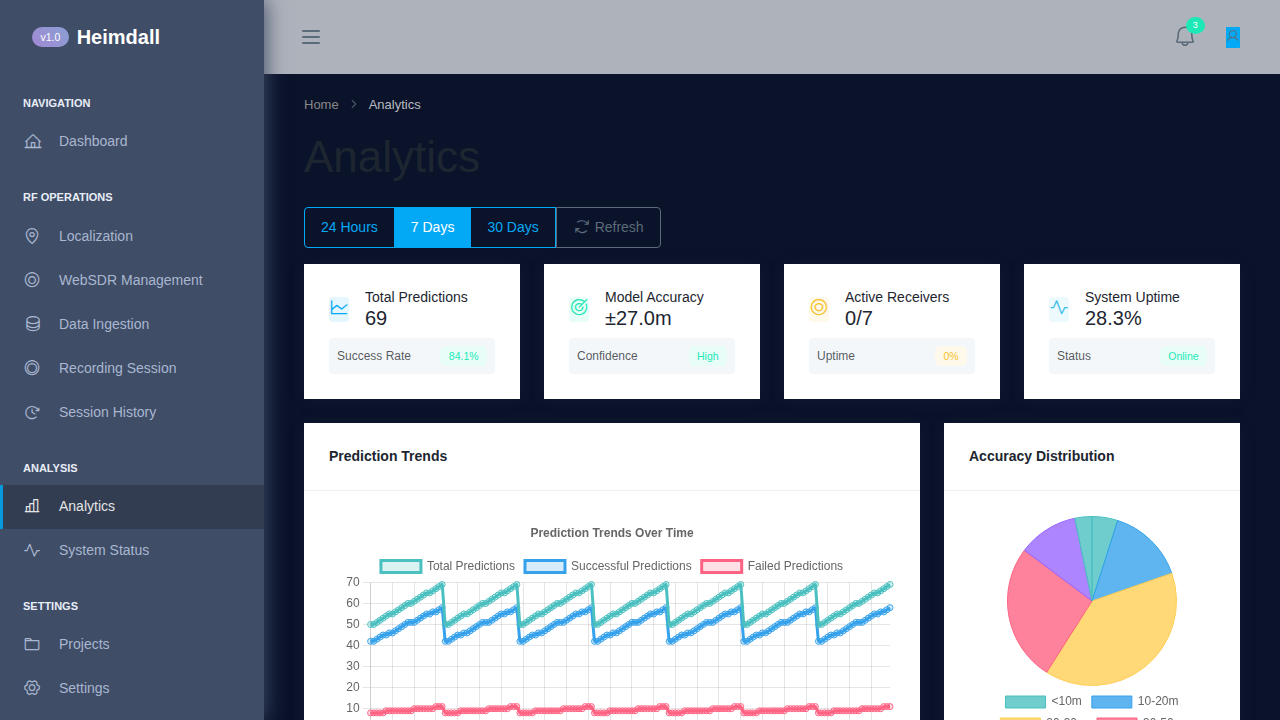 v1.0 Heimdall
3
NAVIGATION
Dashboard
RF OPERATIONS
Localization
WebSDR Management
Data Ingestion
Recording Session
Session History
ANALYSIS
Analytics
System Status
SETTINGS
Projects
Settings
Home > Analytics
Analytics
24 Hours 7 Days 30 Days Refresh
Total Predictions
69
Success Rate 84.1%
Model Accuracy
±27.0m
Confidence High
Active Receivers
0/7
Uptime 0%
System Uptime
28.3%
Status Online
Prediction Trends
Prediction Trends Over Time
Total Predictions Successful Predictions Failed Predictions
70
60
50
40
30
20
10
Accuracy Distribution
<10m 10-20m